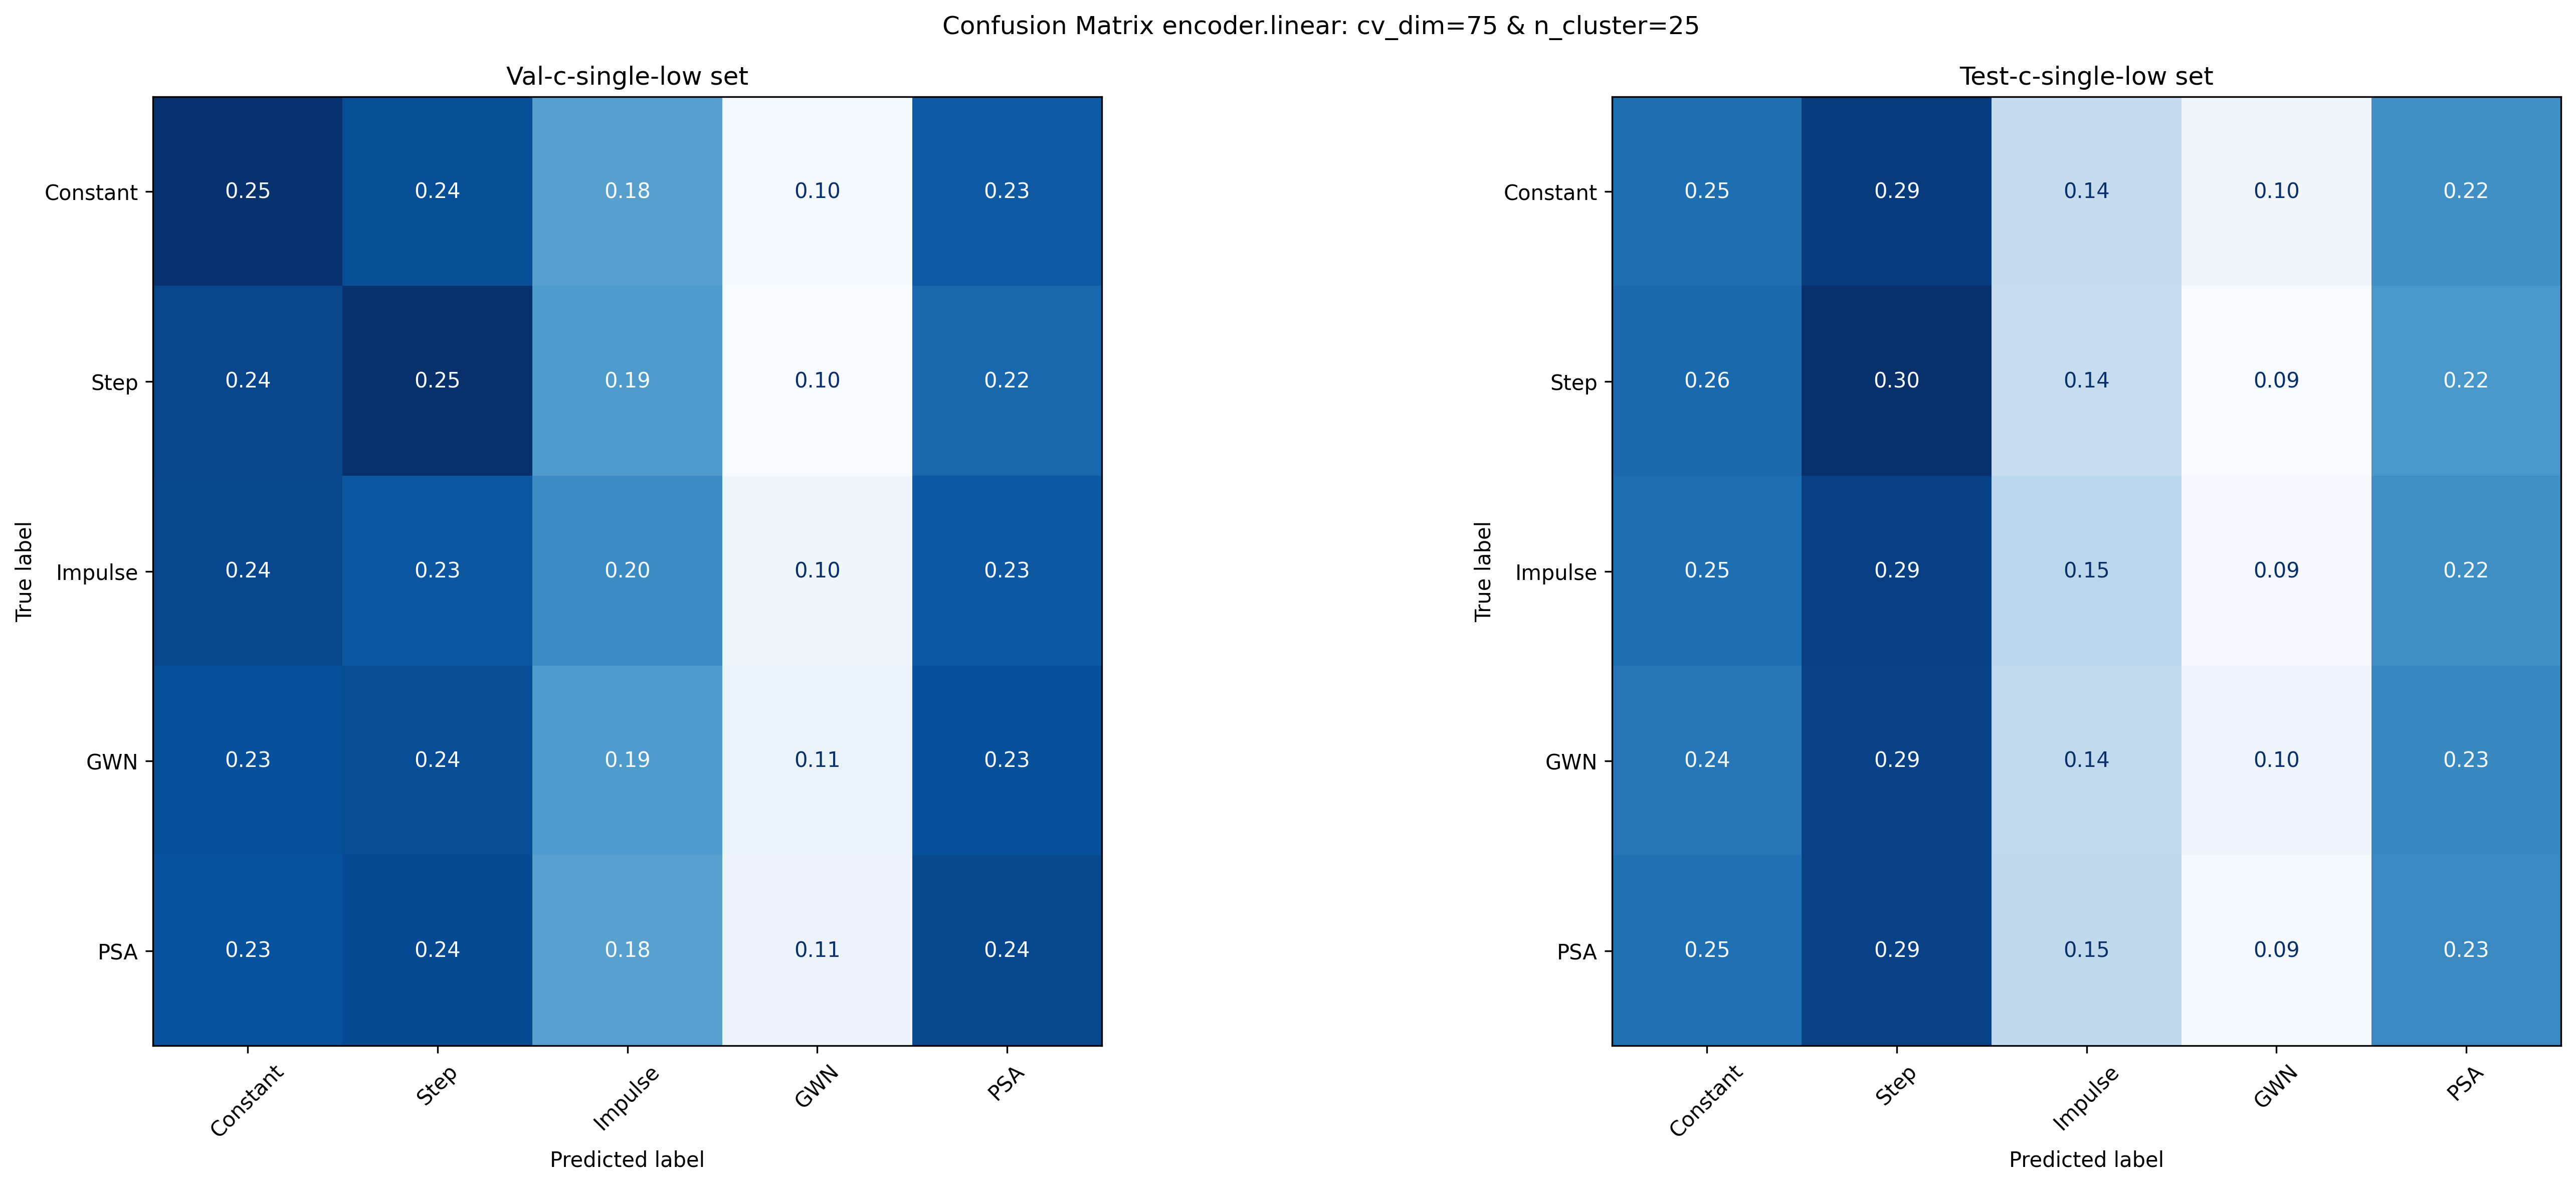 Confusion Matrix encoder.linear: cv_dim=75 & n_cluster=25
Val-c-single-low set
True label
Constant 0.25 0.24 0.18 0.10 0.23
Step 0.24 0.25 0.19 0.10 0.22
Impulse 0.24 0.23 0.20 0.10 0.23
GWN 0.23 0.24 0.19 0.11 0.23
PSA 0.23 0.24 0.18 0.11 0.24
Constant Step Impulse GWN PSA
Predicted label
Test-c-single-low set
True label
Constant 0.25 0.29 0.14 0.10 0.22
Step 0.26 0.30 0.14 0.09 0.22
Impulse 0.25 0.29 0.15 0.09 0.22
GWN 0.24 0.29 0.14 0.10 0.23
PSA 0.25 0.29 0.15 0.09 0.23
Constant Step Impulse GWN PSA
Predicted label